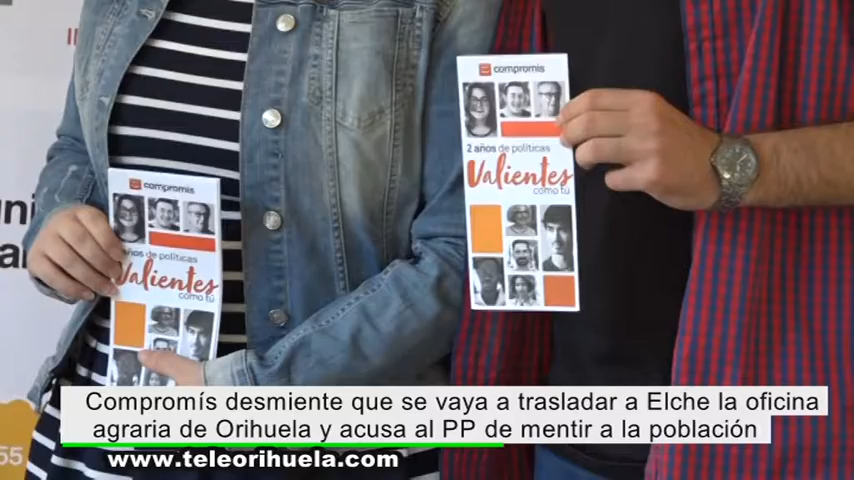 compromís
2 años de políticas
Valientes
como tú
compromís
años de políticas
Valientes
como tú
Compromís desmiente que se vaya a trasladar a Elche la oficina
agraria de Orihuela y acusa al PP de mentir a la población
www.teleorihuela.com
55